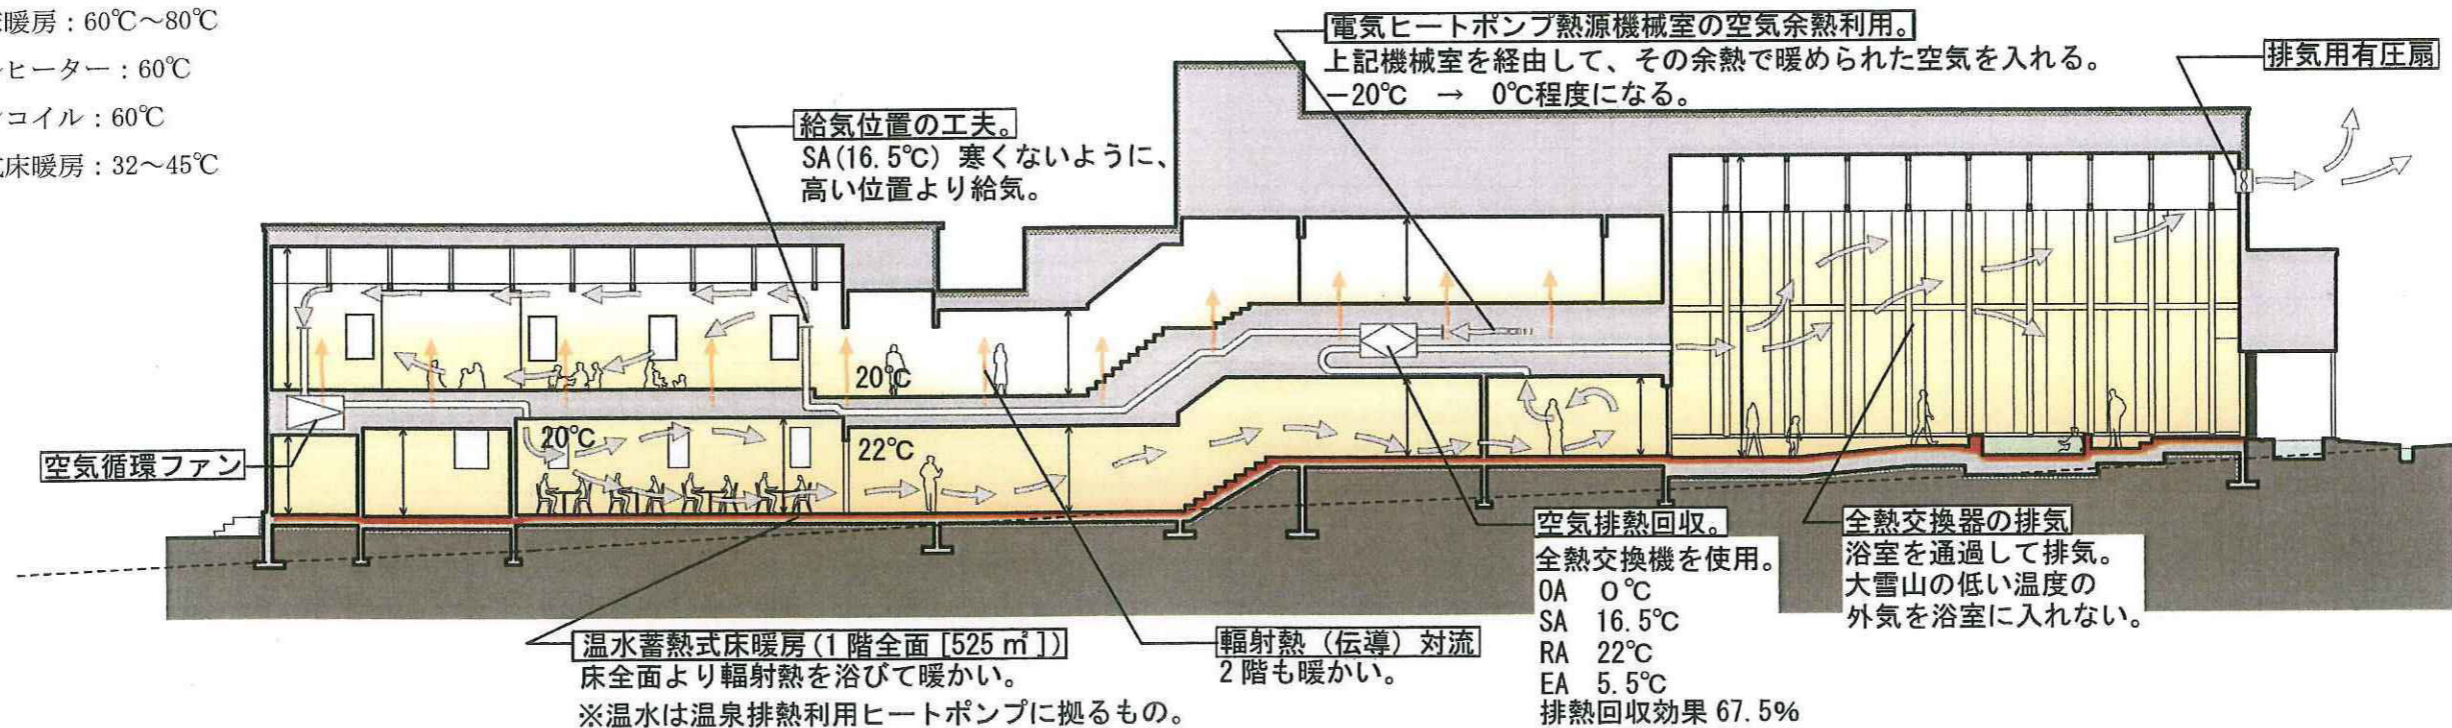 暖房：60℃～80℃
ヒーター：60℃
コイル：60℃
式床暖房：32～45℃
電気ヒートポンプ熱源機械室の空気余熱利用。
上記機械室を経由して、その余熱で暖められた空気を入れる。
－20℃ → 0℃程度になる。
排気用有圧扇
給気位置の工夫。
SA(16.5℃) 寒くないように、
高い位置より給気。
20℃
20℃
22℃
空気循環ファン
温水蓄熱式床暖房(1階全面[525㎡])
床全面より輻射熱を浴びて暖かい。
※温水は温泉排熱利用ヒートポンプに拠るもの。
輻射熱（伝導）対流
2階も暖かい。
空気排熱回収。
全熱交換機を使用。
OA 0℃
SA 16.5℃
RA 22℃
EA 5.5℃
排熱回収効果 67.5%
全熱交換器の排気
浴室を通過して排気。
大雪山の低い温度の
外気を浴室に入れない。